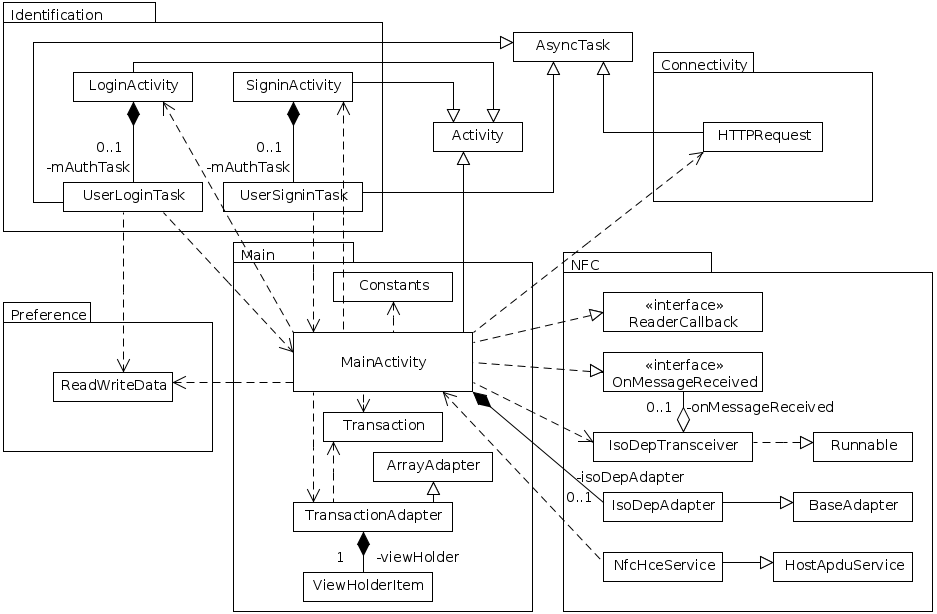 Identification
AsyncTask
Connectivity
LoginActivity
SigninActivity
Activity
HTTPRequest
0..1
-mAuthTask
0..1
-mAuthTask
UserLoginTask
UserSigninTask
Main
NFC
Constants
«interface»
ReaderCallback
Preference
MainActivity
«interface»
OnMessageReceived
ReadWriteData
0..1
-onMessageReceived
Transaction
IsoDepTransceiver
Runnable
ArrayAdapter
-isoDepAdapter
0..1
IsoDepAdapter
BaseAdapter
TransactionAdapter
1
-viewHolder
NfcHceService
HostApduService
ViewHolderItem